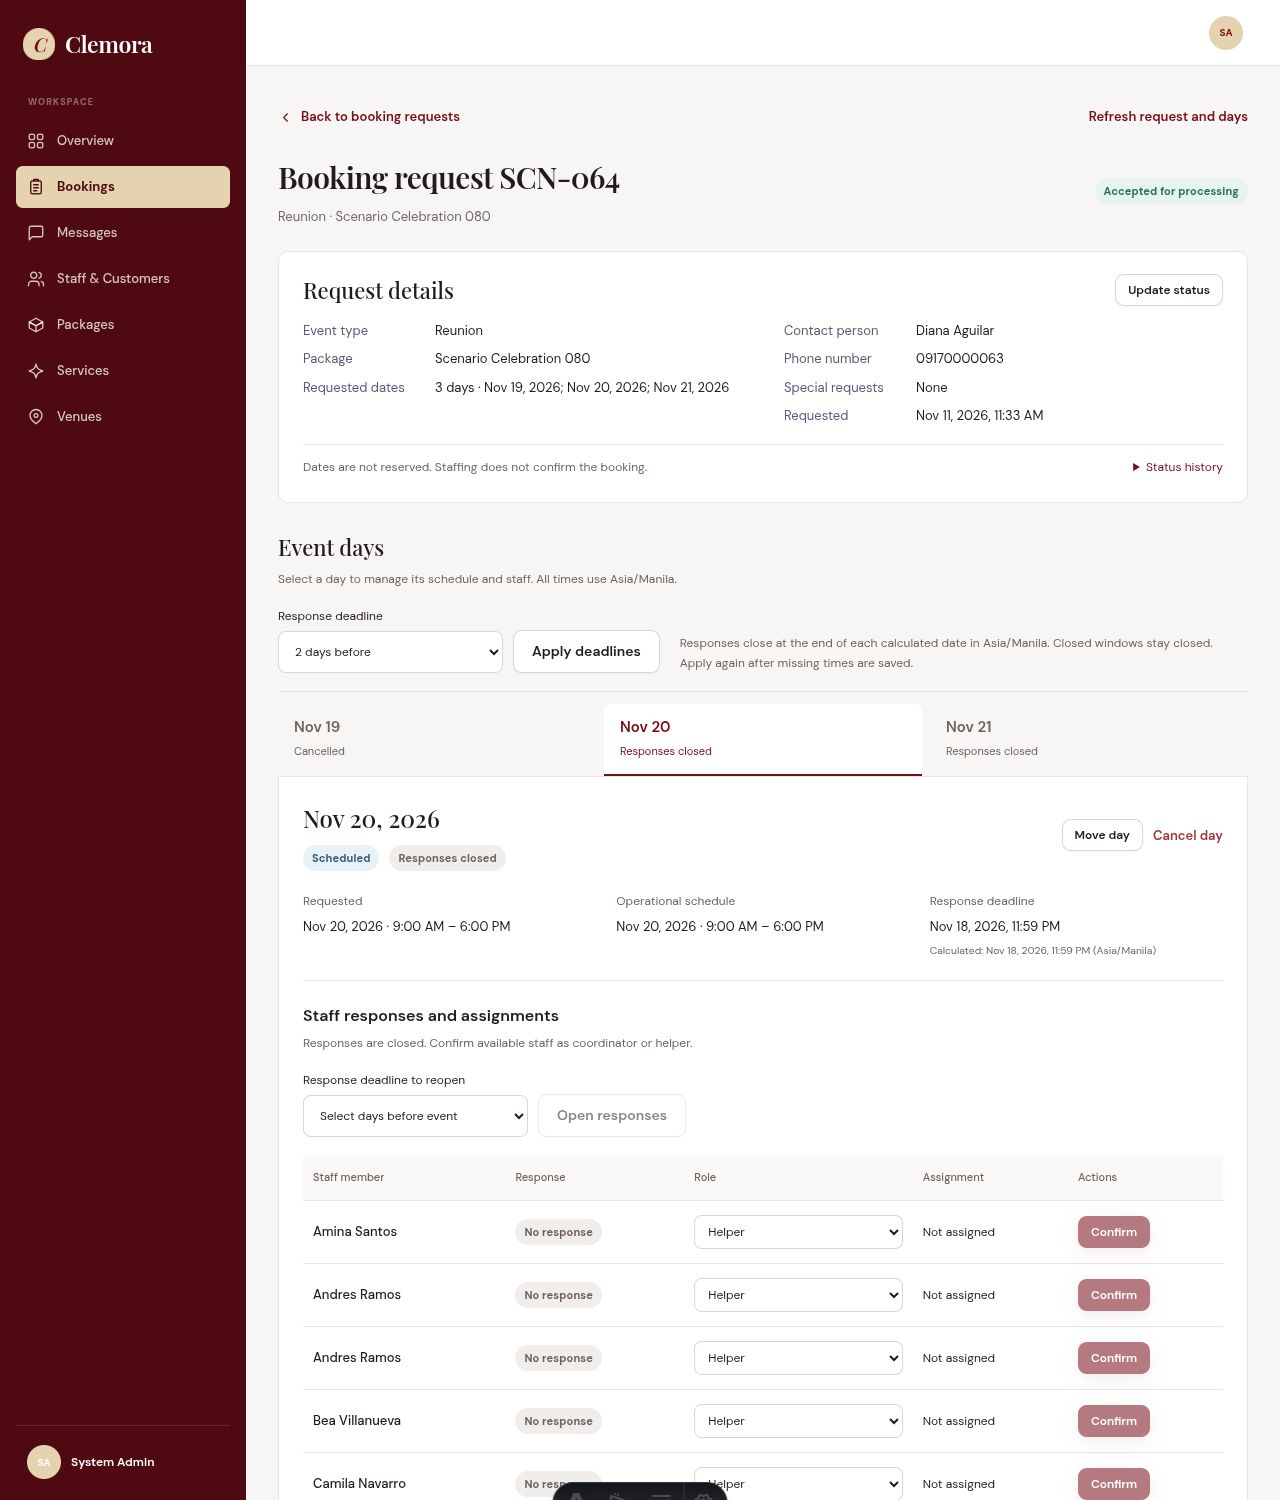 C Clemora
SA
WORKSPACE
Overview
Bookings
Messages
Staff & Customers
Packages
Services
Venues
SA System Admin
Back to booking requests
Refresh request and days
Booking request SCN-064
Reunion · Scenario Celebration 080
Accepted for processing
Request details
Update status
Event type Reunion
Package Scenario Celebration 080
Requested dates 3 days · Nov 19, 2026; Nov 20, 2026; Nov 21, 2026
Contact person Diana Aguilar
Phone number 09170000063
Special requests None
Requested Nov 11, 2026, 11:33 AM
Dates are not reserved. Staffing does not confirm the booking.
Status history
Event days
Select a day to manage its schedule and staff. All times use Asia/Manila.
Response deadline
2 days before
Apply deadlines
Responses close at the end of each calculated date in Asia/Manila. Closed windows stay closed.
Apply again after missing times are saved.
Nov 19
Cancelled
Nov 20
Responses closed
Nov 21
Responses closed
Nov 20, 2026
Scheduled
Responses closed
Move day
Cancel day
Requested
Nov 20, 2026 · 9:00 AM – 6:00 PM
Operational schedule
Nov 20, 2026 · 9:00 AM – 6:00 PM
Response deadline
Nov 18, 2026, 11:59 PM
Calculated: Nov 18, 2026, 11:59 PM (Asia/Manila)
Staff responses and assignments
Responses are closed. Confirm available staff as coordinator or helper.
Response deadline to reopen
Select days before event
Open responses
Staff member Response Role Assignment Actions
Amina Santos No response Helper Not assigned Confirm
Andres Ramos No response Helper Not assigned Confirm
Andres Ramos No response Helper Not assigned Confirm
Bea Villanueva No response Helper Not assigned Confirm
Camila Navarro No Helper Not assigned Confirm